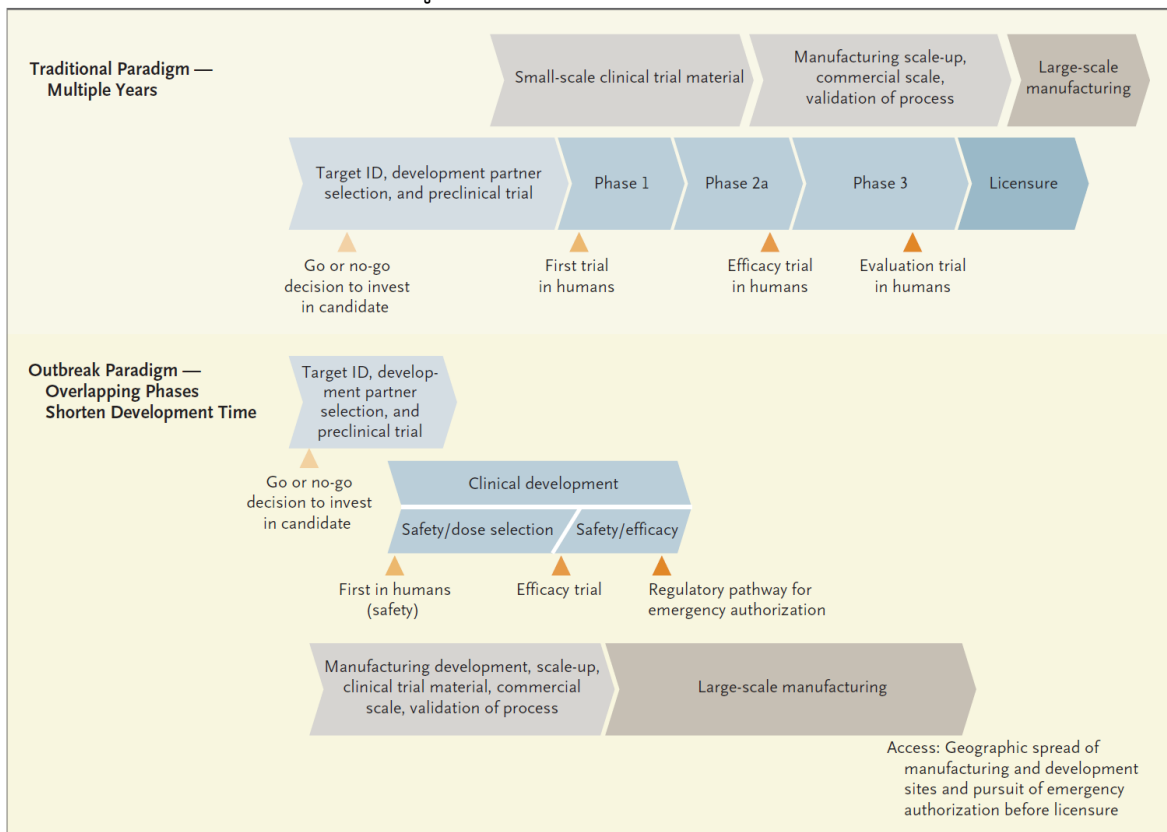 Traditional Paradigm —
Multiple Years
Small-scale clinical trial material
Manufacturing scale-up,
commercial scale,
validation of process
Large-scale
manufacturing
Target ID, development partner
selection, and preclinical trial
Phase 1
Phase 2a
Phase 3
Licensure
Go or no-go
decision to invest
in candidate
First trial
in humans
Efficacy trial
in humans
Evaluation trial
in humans
Outbreak Paradigm —
Overlapping Phases
Shorten Development Time
Target ID, develop-
ment partner
selection, and
preclinical trial
Go or no-go
decision to invest
in candidate
Clinical development
Safety/dose selection
Safety/efficacy
First in humans
(safety)
Efficacy trial
Regulatory pathway for
emergency authorization
Manufacturing development, scale-up,
clinical trial material, commercial
scale, validation of process
Large-scale manufacturing
Access: Geographic spread of
manufacturing and development
sites and pursuit of emergency
authorization before licensure